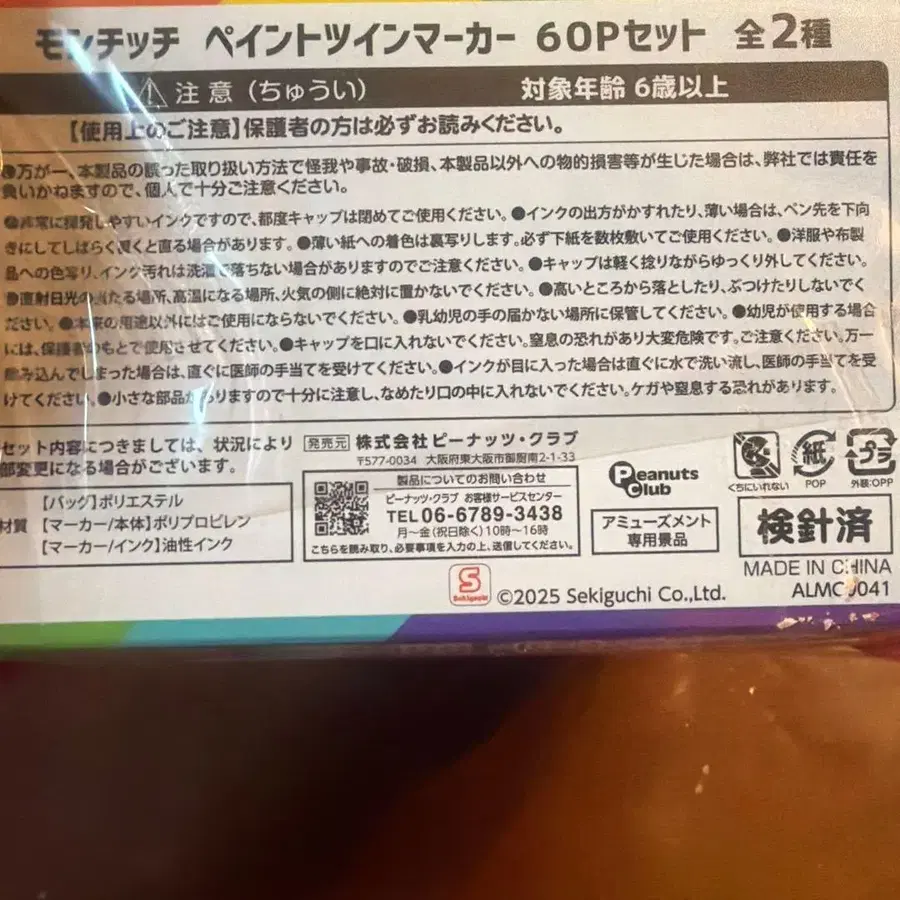 モンチッチ ペイントツインマーカー 60Pセット 全2種
注意(ちゅうい) 対象年齢 6歳以上
【使用上のご注意】保護者の方は必ずお読みください。
●万が一、本製品の誤った取り扱い方法で怪我や事故・破損、本製品以外への物的損害等が生じた場合は、弊社では責任を
負いかねますので、個人で十分ご注意ください。
●非常に揮発しやすいインクですので、都度キャップは閉めてご使用ください。●インクの出方がかすれたり、薄い場合は、ペン先を下向
きにしてしばらく置くと直る場合があります。●薄い紙への着色は裏写りします。必ず下紙を数枚敷いてご使用ください。●洋服や布製
品への色写り、インク汚れは洗濯で落ちない場合がありますのでご注意ください。●キャップは軽く捻りながらゆっくり外してください。
●直射日光の当たる場所、高温になる場所、火気の側に絶対に置かないでください。●高いところから落としたり、ぶつけたりしないでく
ださい。●本来の用途以外にはご使用にならないでください。●乳幼児の手の届かない場所に保管してください。●幼児が使用する場合
には、保護者のもとで使用させてください。●キャップを口に入れないでください。窒息の恐れがあり大変危険です。ご注意ください。万一
飲み込んでしまった場合は、直ぐに医師の手当てを受けてください。●インクが目に入った場合は直ぐに水で洗い流し、医師の手当てを受
けてください。●小さな部品がありますので十分に注意し、なめたり口の中に入れないでください。ケガや窒息する恐れがあります。
セット内容につきましては、状況により
部変更になる場合がございます。
材質
【バッグ】ポリエステル
【マーカー/本体】ポリプロピレン
【マーカー/インク】油性インク
発売元 株式会社ピーナッツ・クラブ
〒577-0034 大阪府東大阪市御厨南2-1-33
製品についてのお問い合わせ
ピーナッツ・クラブ お客様サービスセンター
TEL06-6789-3438
月~金(祝日除く)10時~16時
こちらを読み取り、必要事項を入力の上、送信してください。
Peanuts
Club
アミューズメント
専用景品
くちにいれない
紙
POP
プラ
外装:OPP
検針済
MADE IN CHINA
S
Sekiguchi
©2025 Sekiguchi Co.,Ltd.